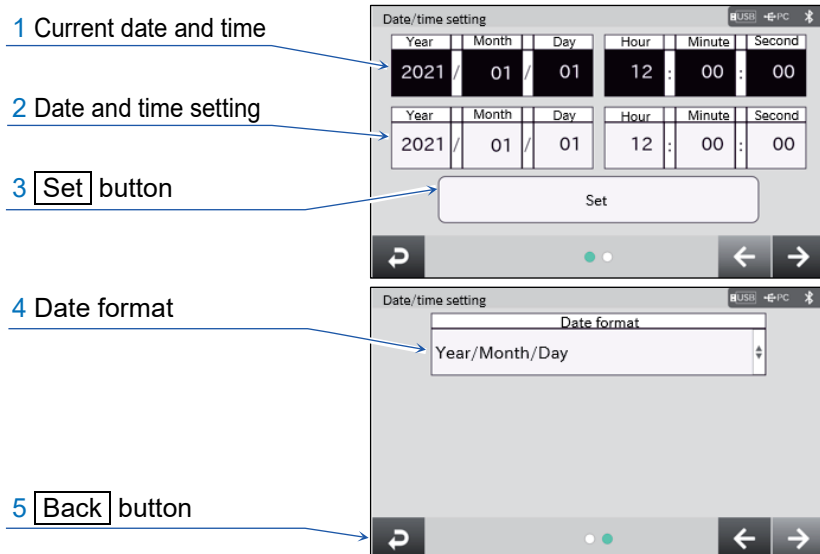 1 Current date and time
2 Date and time setting
3 Set button
Date/time setting
USB PC
Year Month Day Hour Minute Second
2021 / 01 / 01 12 : 00 : 00
Year Month Day Hour Minute Second
2021 / 01 / 01 12 : 00 : 00
Set
4 Date format
5 Back button
Date/time setting
USB PC
Date format
Year/Month/Day